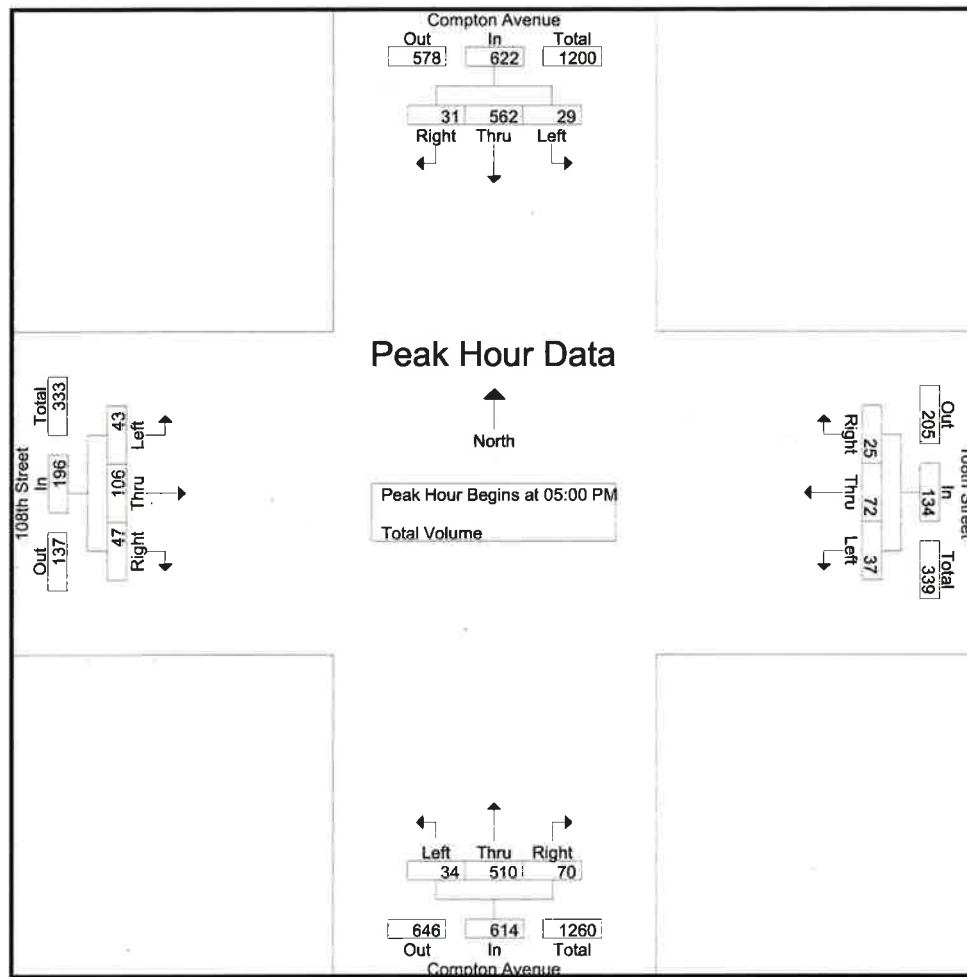 Compton Avenue
Out In Total
578 622 1200
31 562 29
Right Thru Left
Peak Hour Data
North
Peak Hour Begins at 05:00 PM
Total Volume
108th Street
Out In Total
137 196 333
43 106 47
Left Thru Right
108th Street
Out In Total
205 134 339
25 72 37
Right Thru Left
Left Thru Right
34 510 70
646 614 1260
Out In Total
Compton Avenue